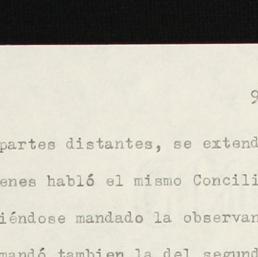 9
partes distantes, se extend
enes habló el mismo Concili
iéndose mandado la observan
mandó tambien la del segund